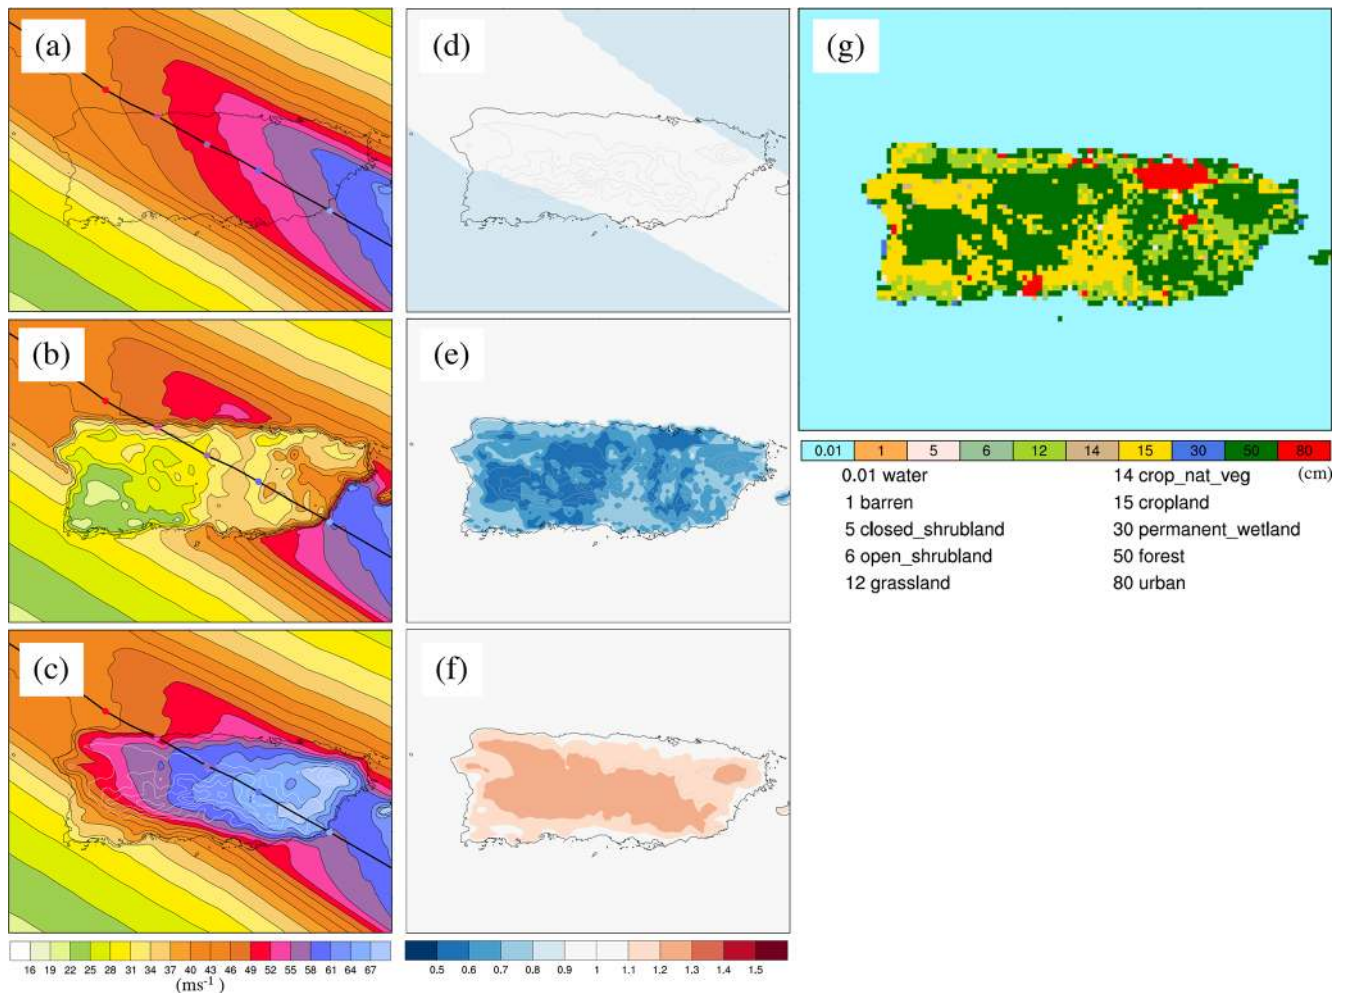 (a)
(d)
(g)
(b)
(e)
0.01 1 5 6 12 14 15 30 50 80
0.01 water
14 crop_nat_veg
(cm)
1 barren
15 cropland
5 closed_shrubland
30 permanent_wetland
6 open_shrubland
50 forest
12 grassland
80 urban
(c)
(f)
16 19 22 25 28 31 34 37 40 43 46 49 52 55 58 61 64 67
0.5 0.6 0.7 0.8 0.9 1 1.1 1.2 1.3 1.4 1.5
(ms⁻¹)